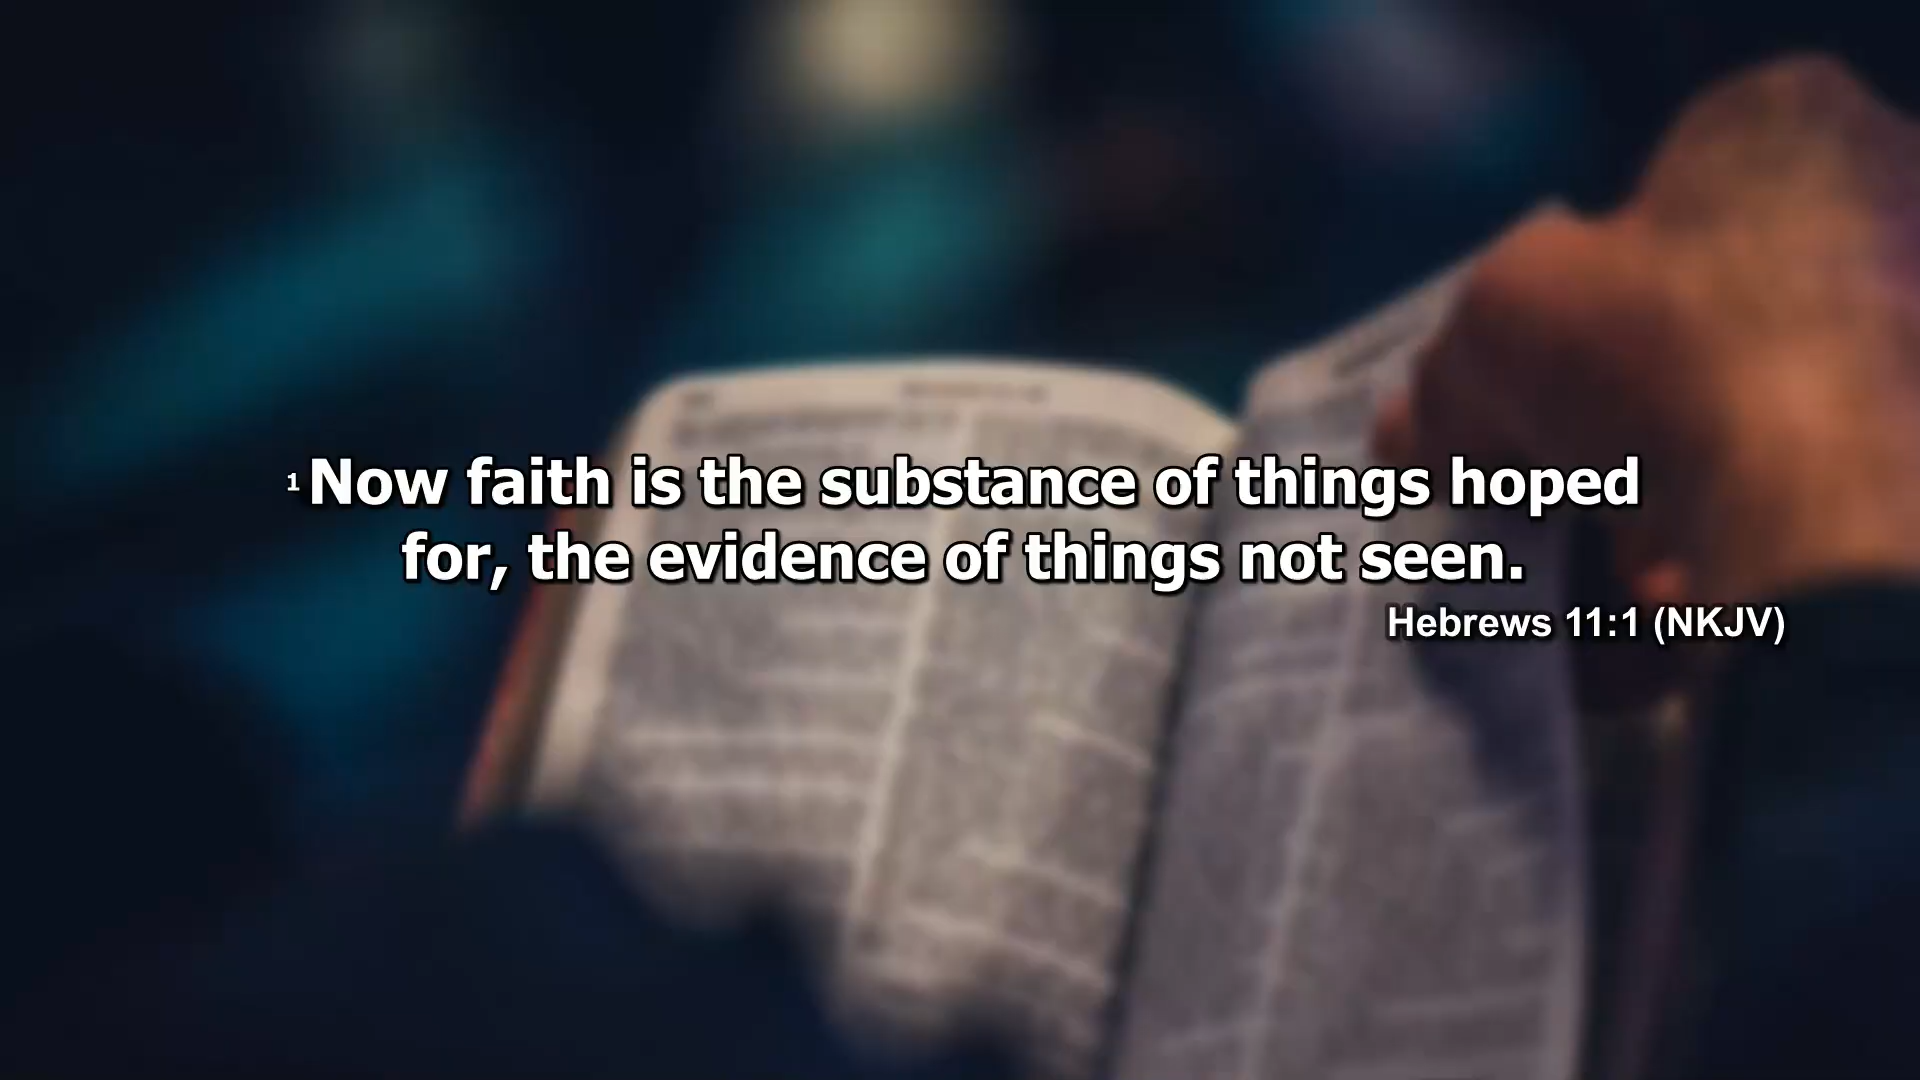 1 Now faith is the substance of things hoped
for, the evidence of things not seen.
Hebrews 11:1 (NKJV)